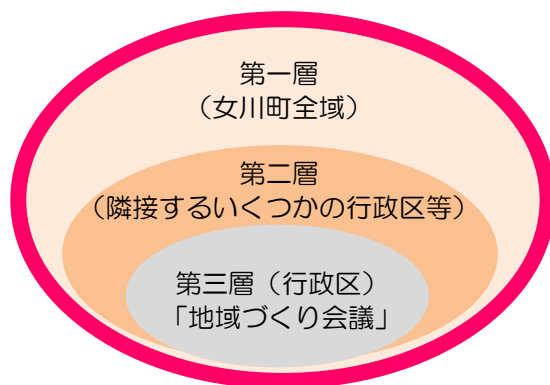 第一層
（女川町全域）
第二層
（隣接するいくつかの行政区等）
第三層（行政区）
「地域づくり会議」